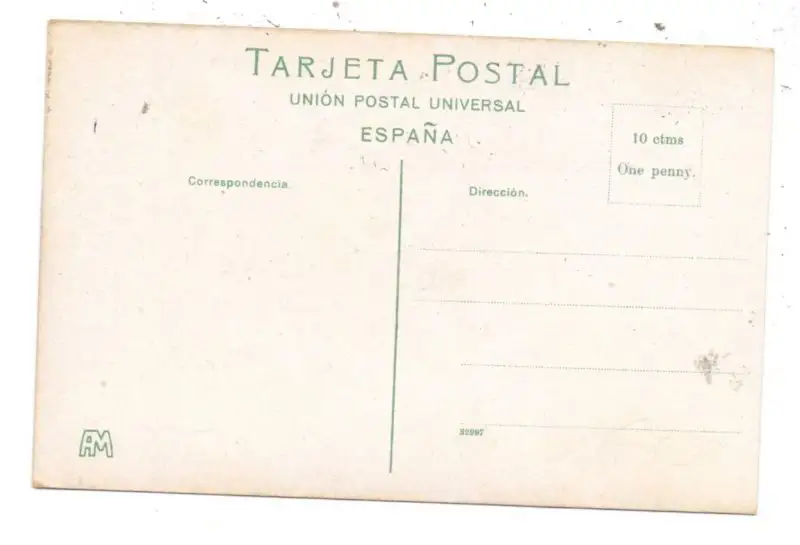 TARJETA POSTAL
UNIÓN POSTAL UNIVERSAL
ESPAÑA
10 ctms
One penny.
Correspondencia.
Dirección.
32997
AM